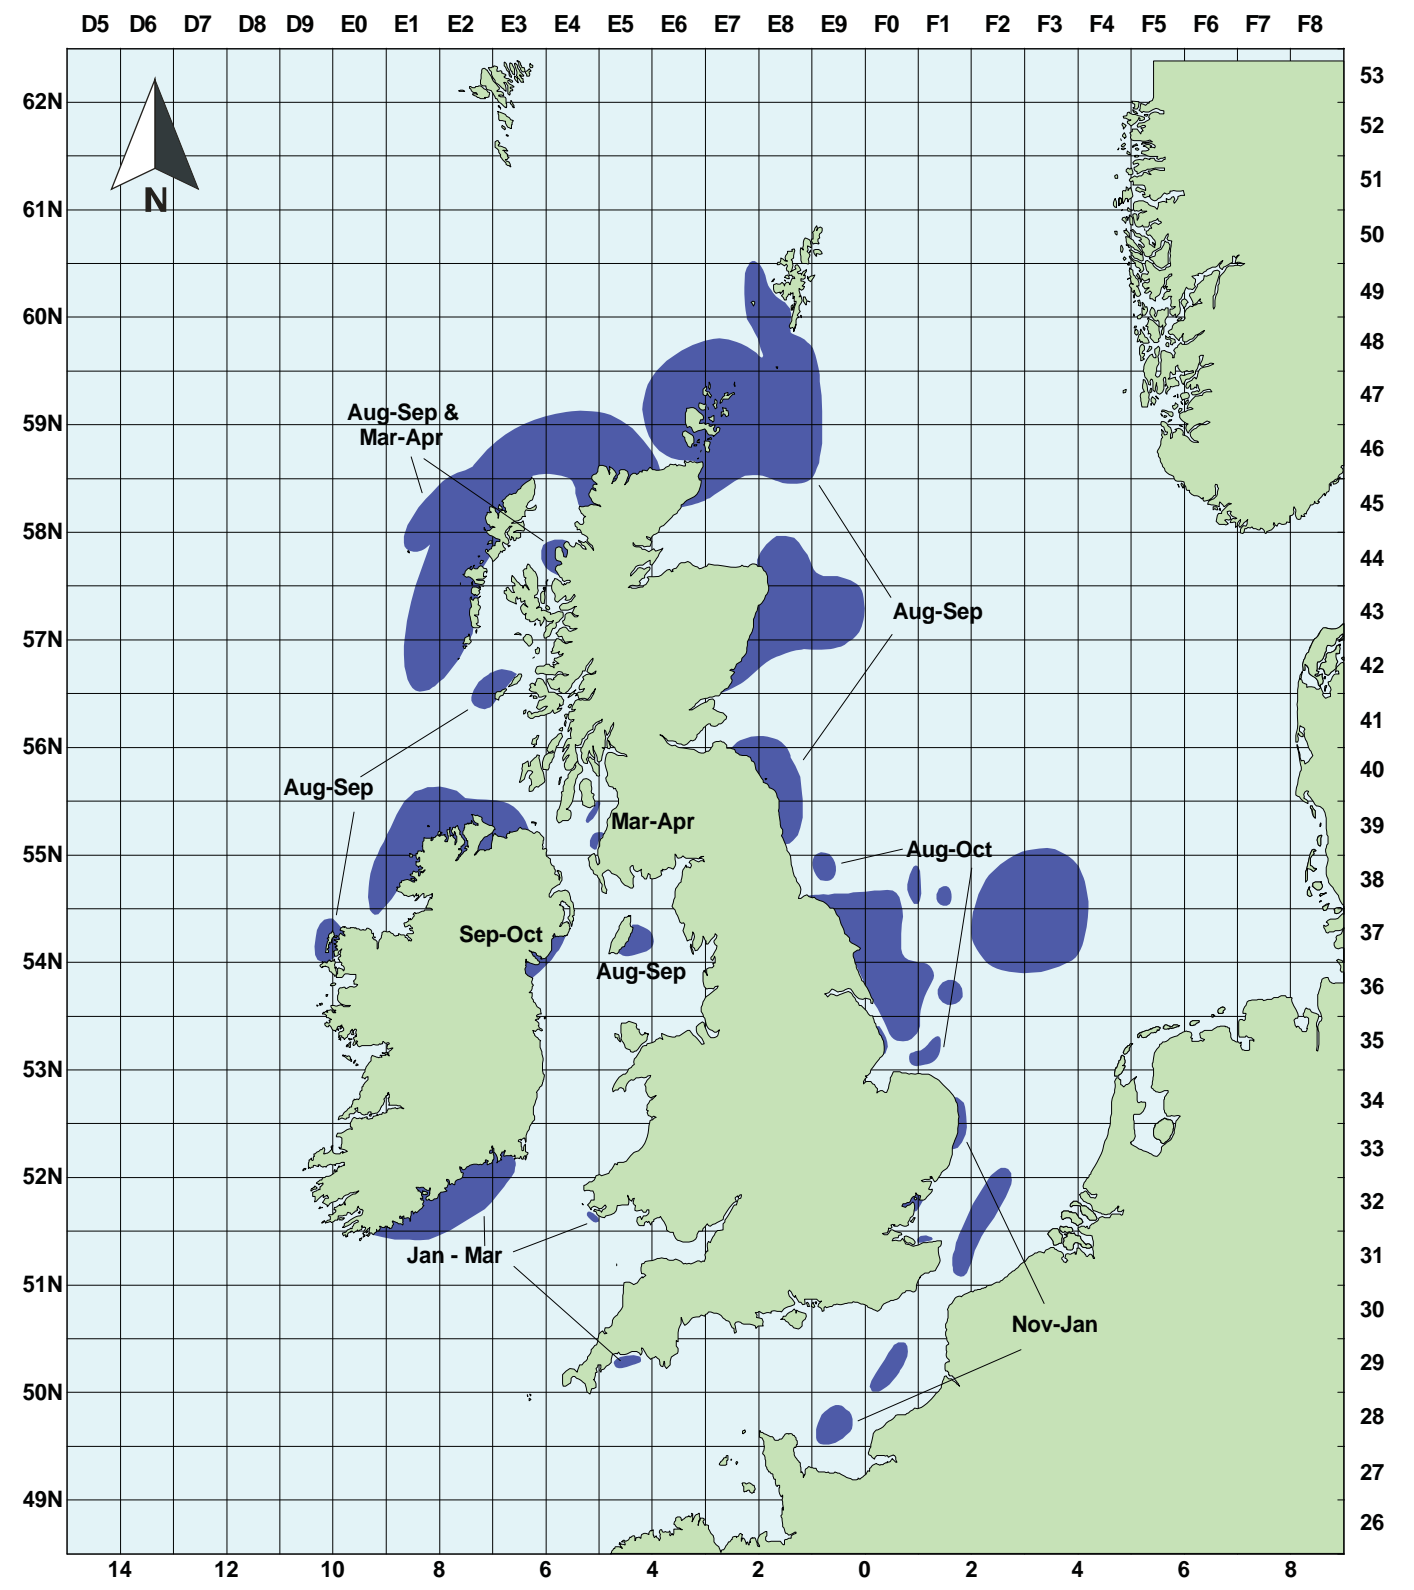 D5 D6 D7 D8 D9 E0 E1 E2 E3 E4 E5 E6 E7 E8 E9 F0 F1 F2 F3 F4 F5 F6 F7 F8
53
62N
52
51
N
61N
50
49
60N
48
47
Aug-Sep &
Mar-Apr
59N
46
45
58N
44
Aug-Sep
43
57N
42
41
56N
40
Aug-Sep
Mar-Apr
39
Aug-Oct
55N
38
Sep-Oct
37
54N
Aug-Sep
36
35
53N
34
33
52N
32
Jan - Mar
31
51N
30
Nov-Jan
29
50N
28
27
49N
26
14 12 10 8 6 4 2 0 2 4 6 8